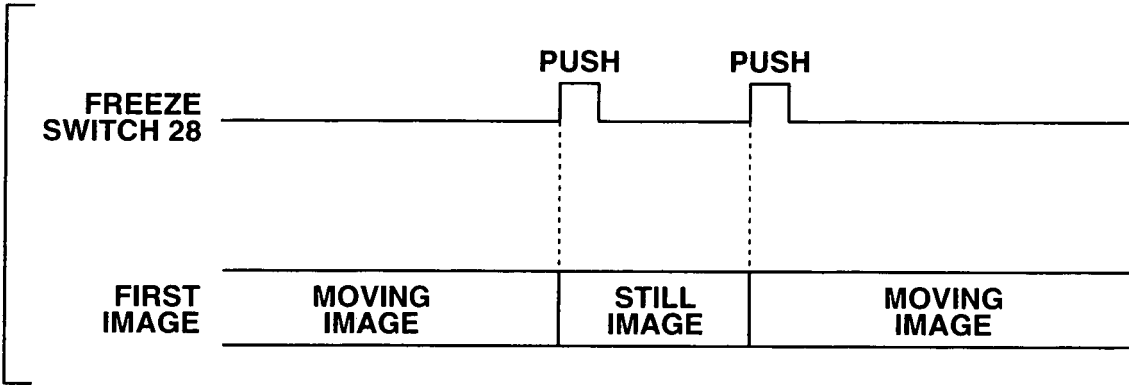 PUSH PUSH
FREEZE
SWITCH 28
FIRST
IMAGE
MOVING
IMAGE
STILL
IMAGE
MOVING
IMAGE